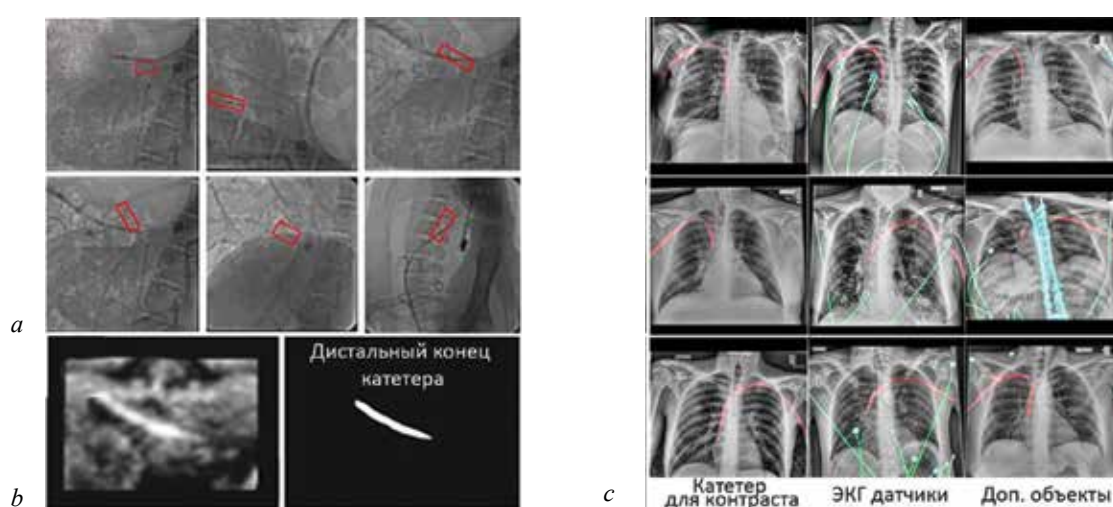 a
Дистальный конец
катетера
b
c
Катетер
для контраста
ЭКГ датчики
Доп. объекты